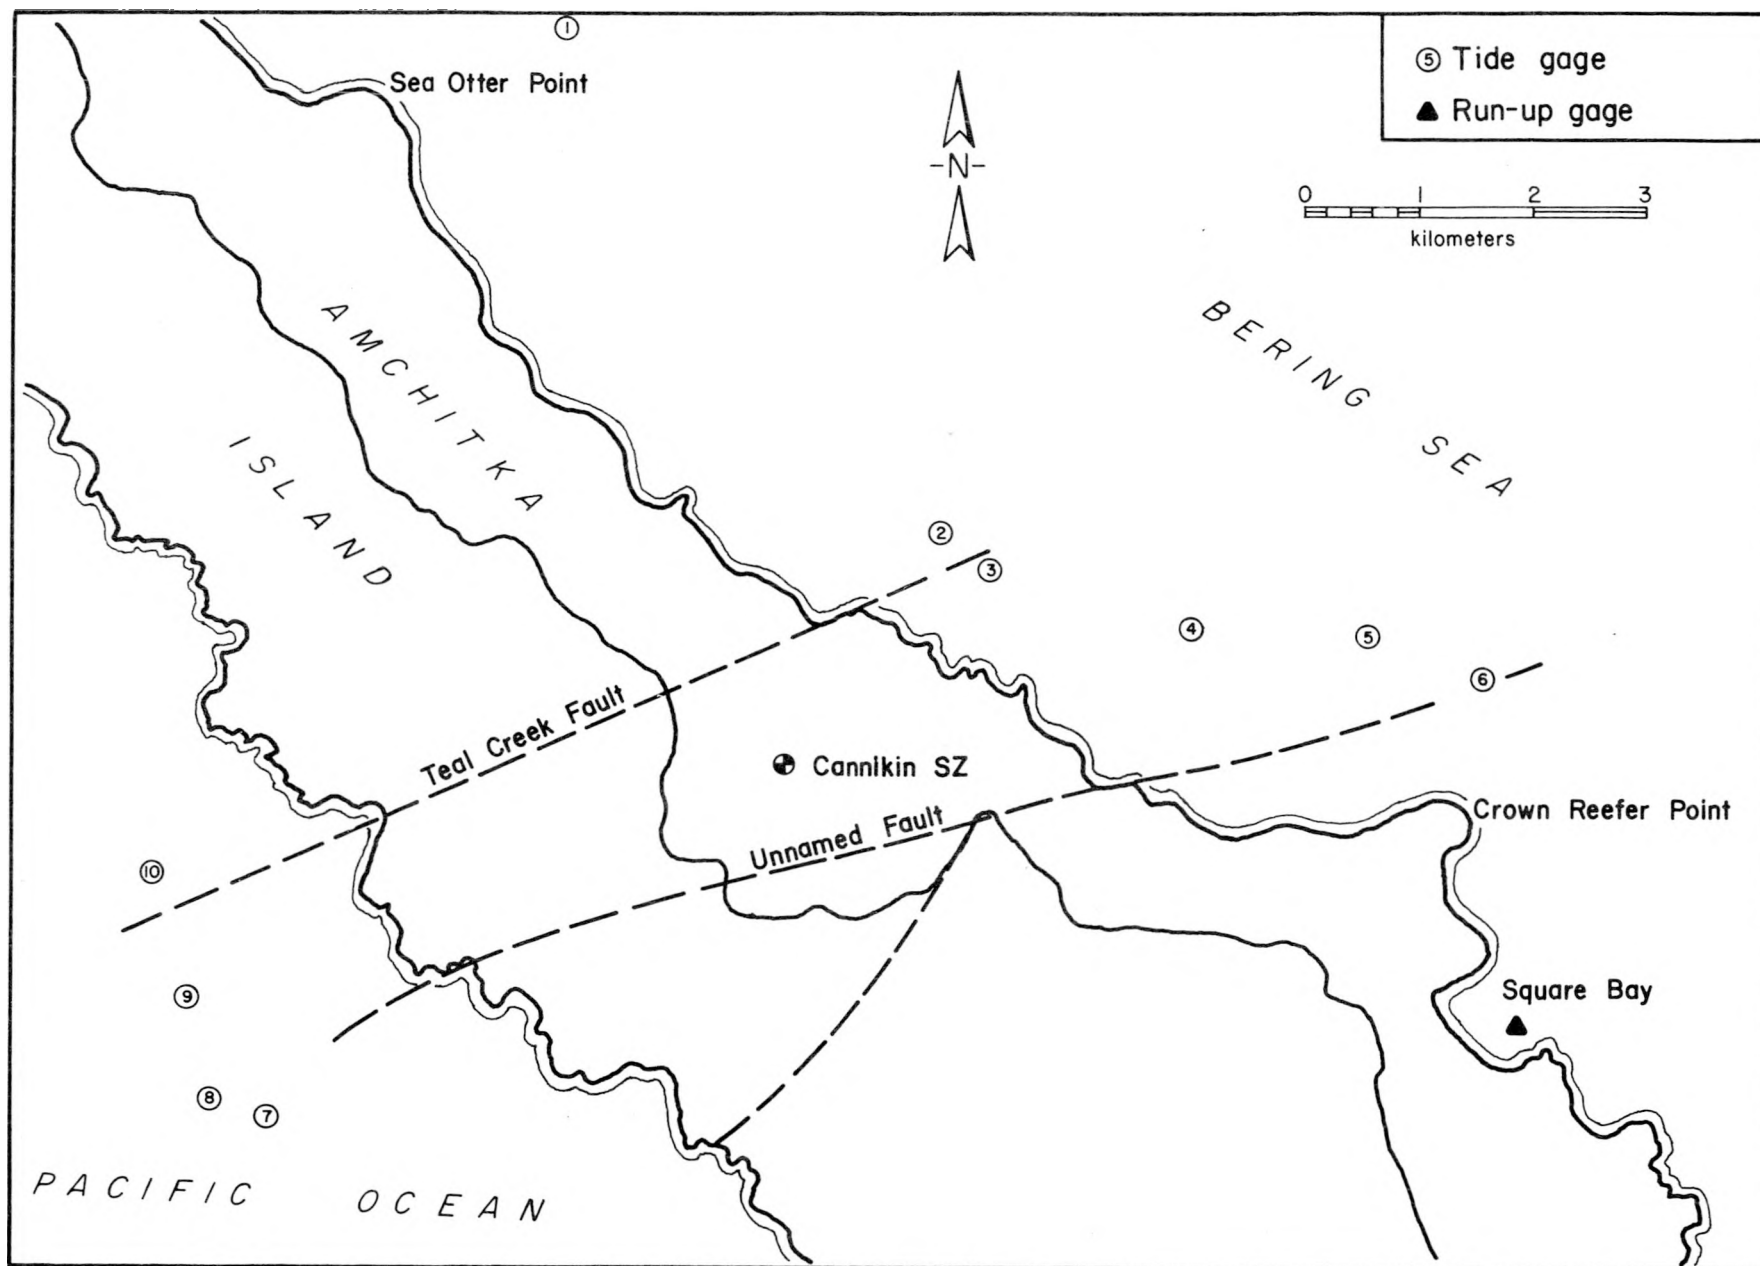 ①
Sea Otter Point
⑤ Tide gage
▲ Run-up gage
-N-
0 1 2 3
kilometers
BERING SEA
AMCHITKA
ISLAND
②
③
④
⑤
⑥
Teal Creek Fault
Cannikin SZ
Unnamed Fault
Crown Reefer Point
⑩
⑨
Square Bay
⑧
⑦
PACIFIC OCEAN